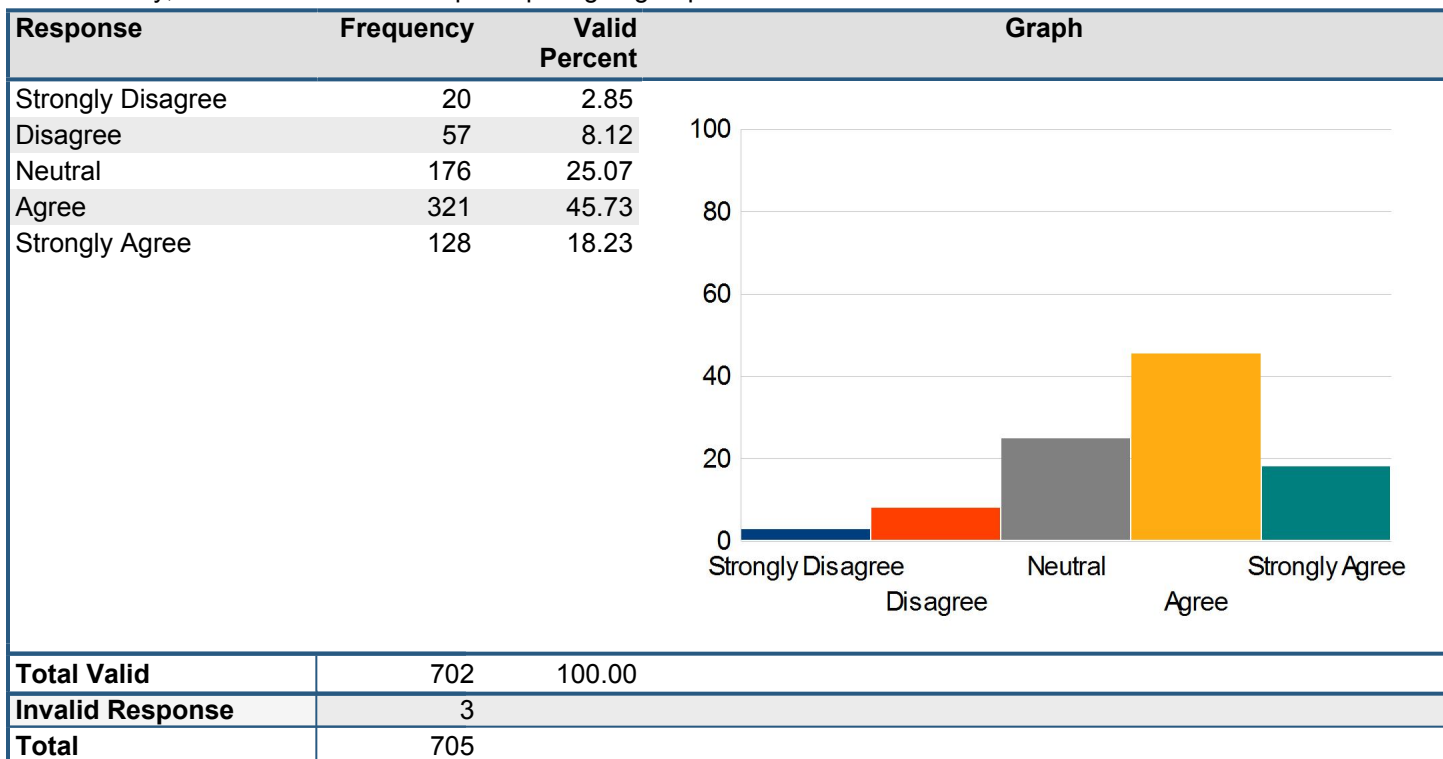 Response Frequency Valid Percent Graph
Strongly Disagree 20 2.85
Disagree 57 8.12
Neutral 176 25.07
Agree 321 45.73
Strongly Agree 128 18.23
100
80
60
40
20
0
Strongly Disagree Neutral Strongly Agree
Disagree Agree
Total Valid 702 100.00
Invalid Response 3
Total 705